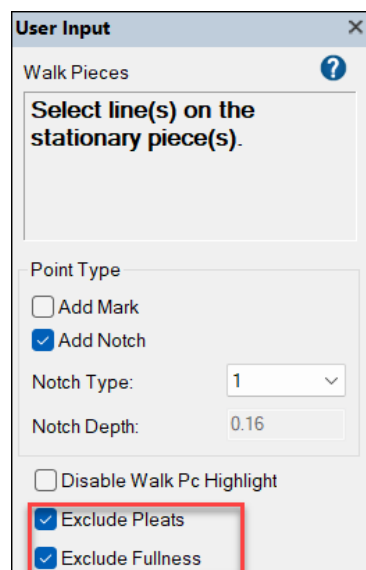 User Input
Walk Pieces
Select line(s) on the
stationary piece(s).
Point Type
Add Mark
Add Notch
Notch Type: 1
Notch Depth: 0.16
Disable Walk Pc Highlight
Exclude Pleats
Exclude Fullness